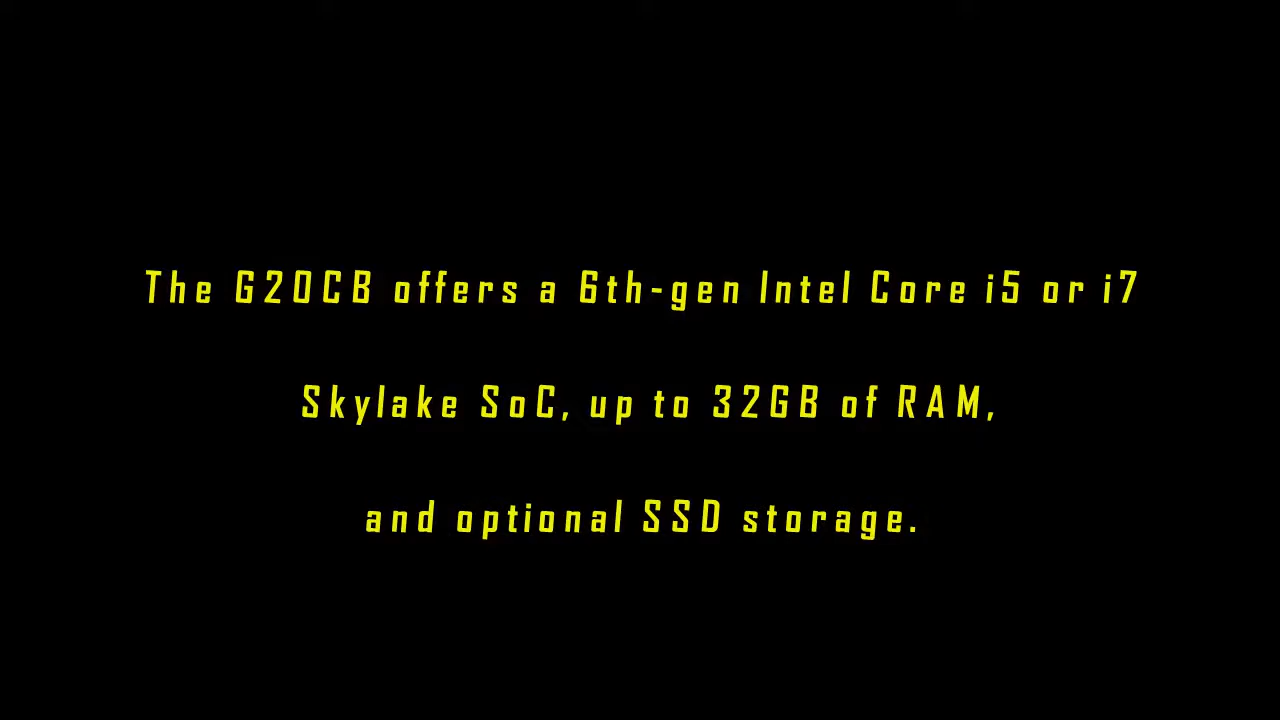 The G20CB offers a 6th-gen Intel Core i5 or i7
Skylake SoC, up to 32GB of RAM,
and optional SSD storage.